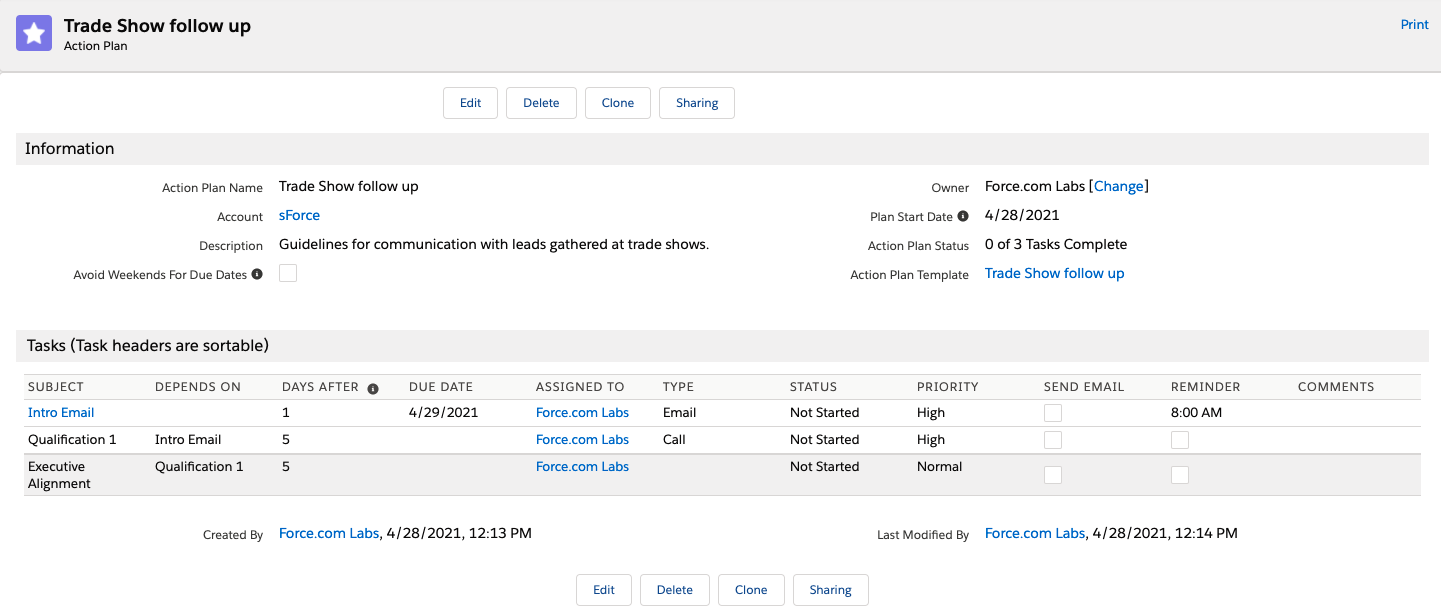 Trade Show follow up
Action Plan
Print
Edit Delete Clone Sharing
Information
Action Plan Name Trade Show follow up Owner Force.com Labs [Change]
Account sForce Plan Start Date 4/28/2021
Description Guidelines for communication with leads gathered at trade shows. Action Plan Status 0 of 3 Tasks Complete
Avoid Weekends For Due Dates Action Plan Template Trade Show follow up
Tasks (Task headers are sortable)
SUBJECT DEPENDS ON DAYS AFTER DUE DATE ASSIGNED TO TYPE STATUS PRIORITY SEND EMAIL REMINDER COMMENTS
Intro Email 1 4/29/2021 Force.com Labs Email Not Started High 8:00 AM
Qualification 1 Intro Email 5 Force.com Labs Call Not Started High
Executive Qualification 1 5 Force.com Labs Not Started Normal
Alignment
Created By Force.com Labs, 4/28/2021, 12:13 PM Last Modified By Force.com Labs, 4/28/2021, 12:14 PM
Edit Delete Clone Sharing